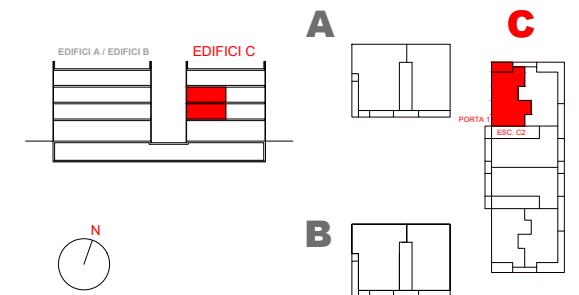 A
C
EDIFICI A / EDIFICI B
EDIFICI C
PORTA 1
ESC. C2
N
B